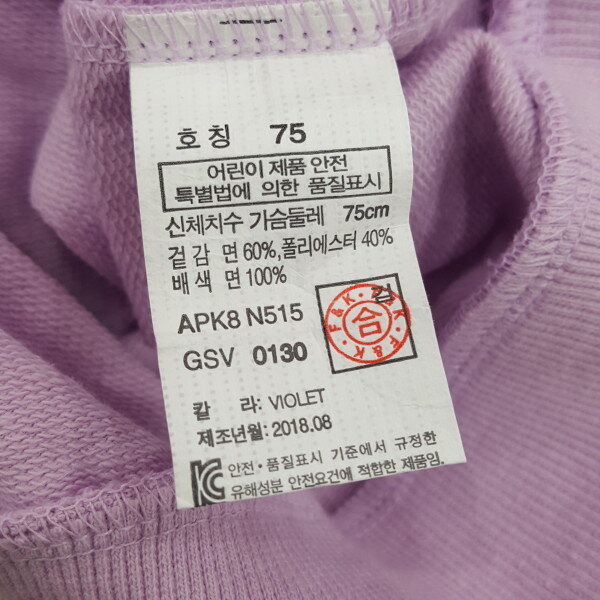 호 칭 75
어린이 제품 안전
특별법에 의한 품질표시
신체치수 가슴둘레 75cm
겉 감 면 60%, 폴리에스터 40%
배 색 면 100%
APK8 N515
GSV 0130
검
F&K · F&K
合
칼 라: VIOLET
제조년월: 2018.08
안전·품질표시 기준에서 규정한
유해성분 안전요건에 적합한 제품임.